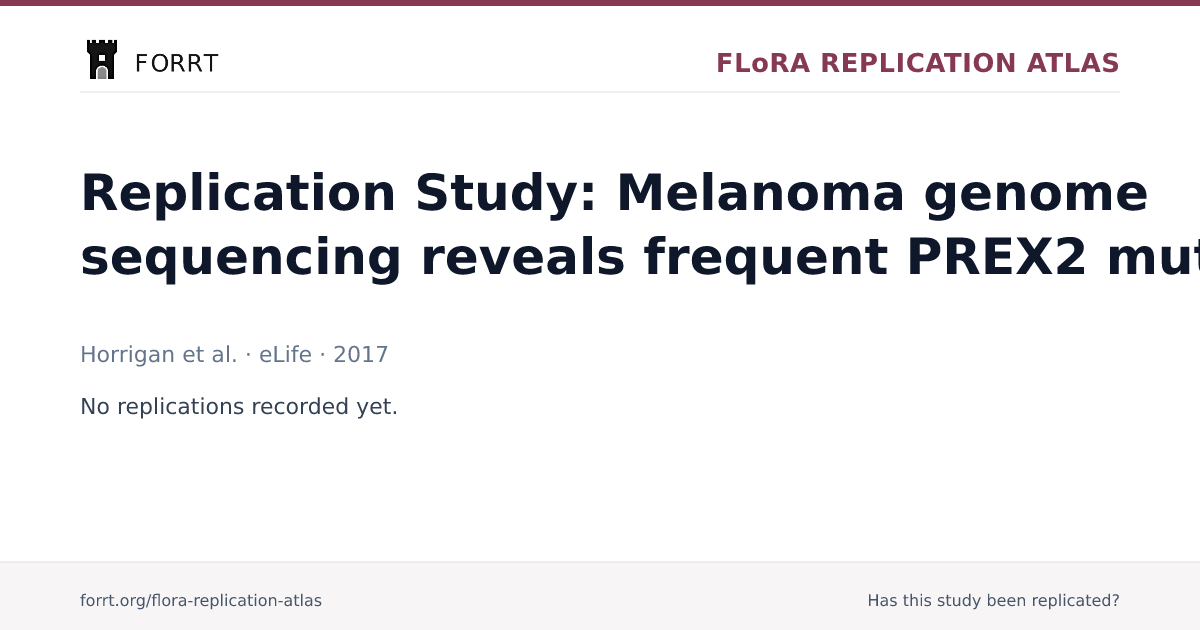 FORRT
FLoRA REPLICATION ATLAS
Replication Study: Melanoma genome
sequencing reveals frequent PREX2 mut
Horrigan et al. · eLife · 2017
No replications recorded yet.
forrt.org/flora-replication-atlas
Has this study been replicated?